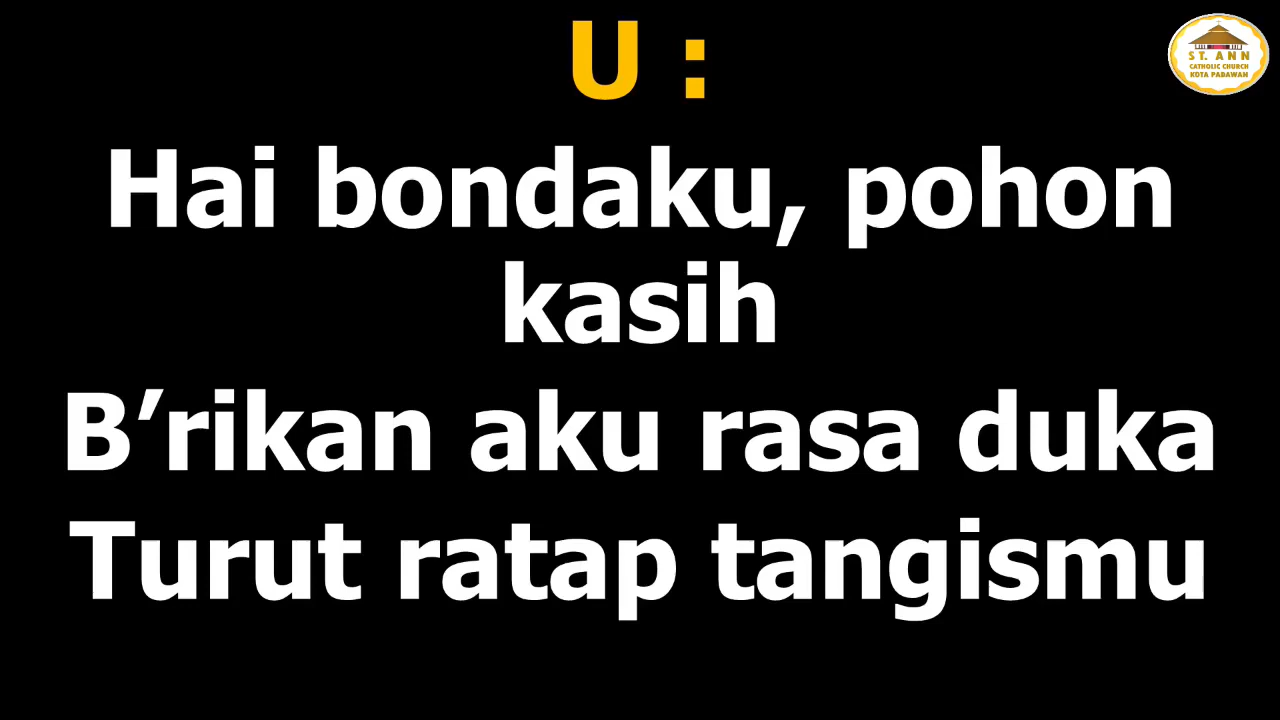 U :
Hai bondaku, pohon
kasih
B’rikan aku rasa duka
Turut ratap tangismu
ST. ANN
CATHOLIC CHURCH
KOTA PADAWAN